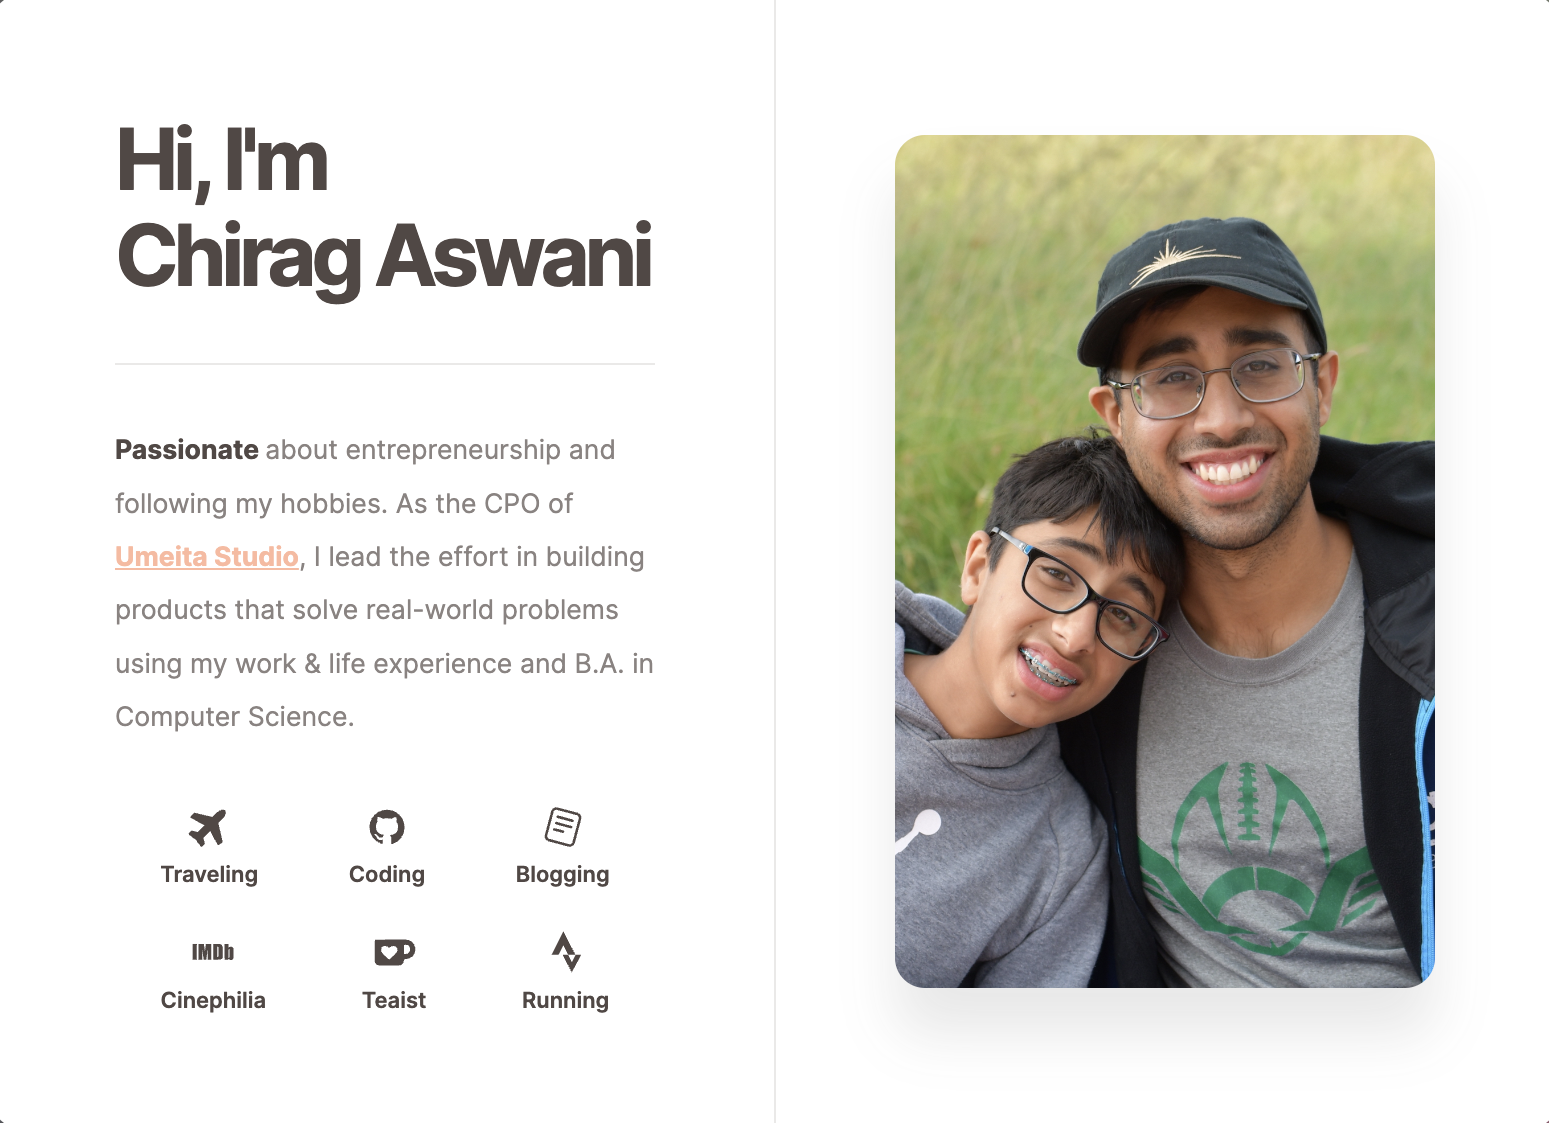 Hi, I'm
Chirag Aswani
Passionate about entrepreneurship and
following my hobbies. As the CPO of
Umeita Studio, I lead the effort in building
products that solve real-world problems
using my work & life experience and B.A. in
Computer Science.
Traveling
Coding
Blogging
IMDb
Cinephilia
Teaist
Running